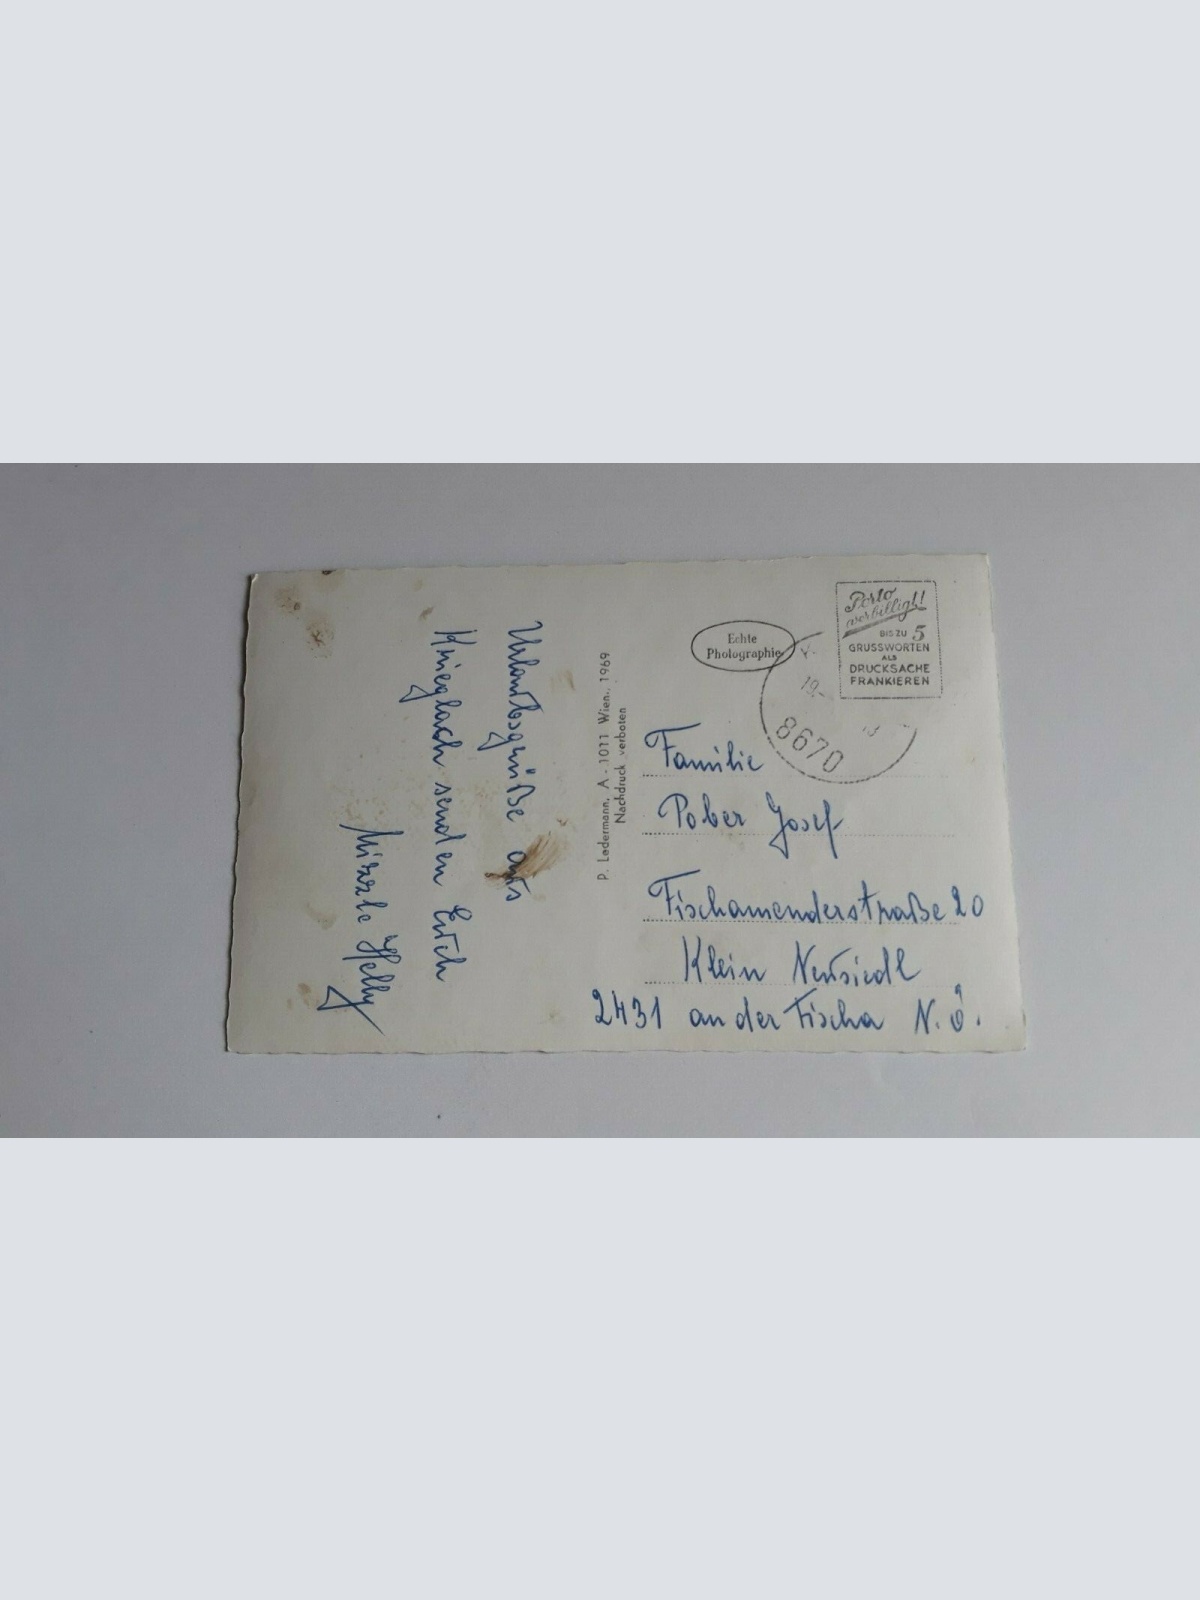 Urlaubsgrüße aus
Krieglach senden Euch
Helly
P. Ledermann, A - 1011 Wien., 1969
Nachdruck verboten
Echte
Photographie
Porto
verbilligt!
BIS ZU 5
GRUSSWORTEN
ALS
DRUCKSACHE
FRANKIEREN
19.-
8670
Familie
Pober Josef
Fischamenderstraße 20
Klein Neusiedl
2431 an der Fischa N.Ö.